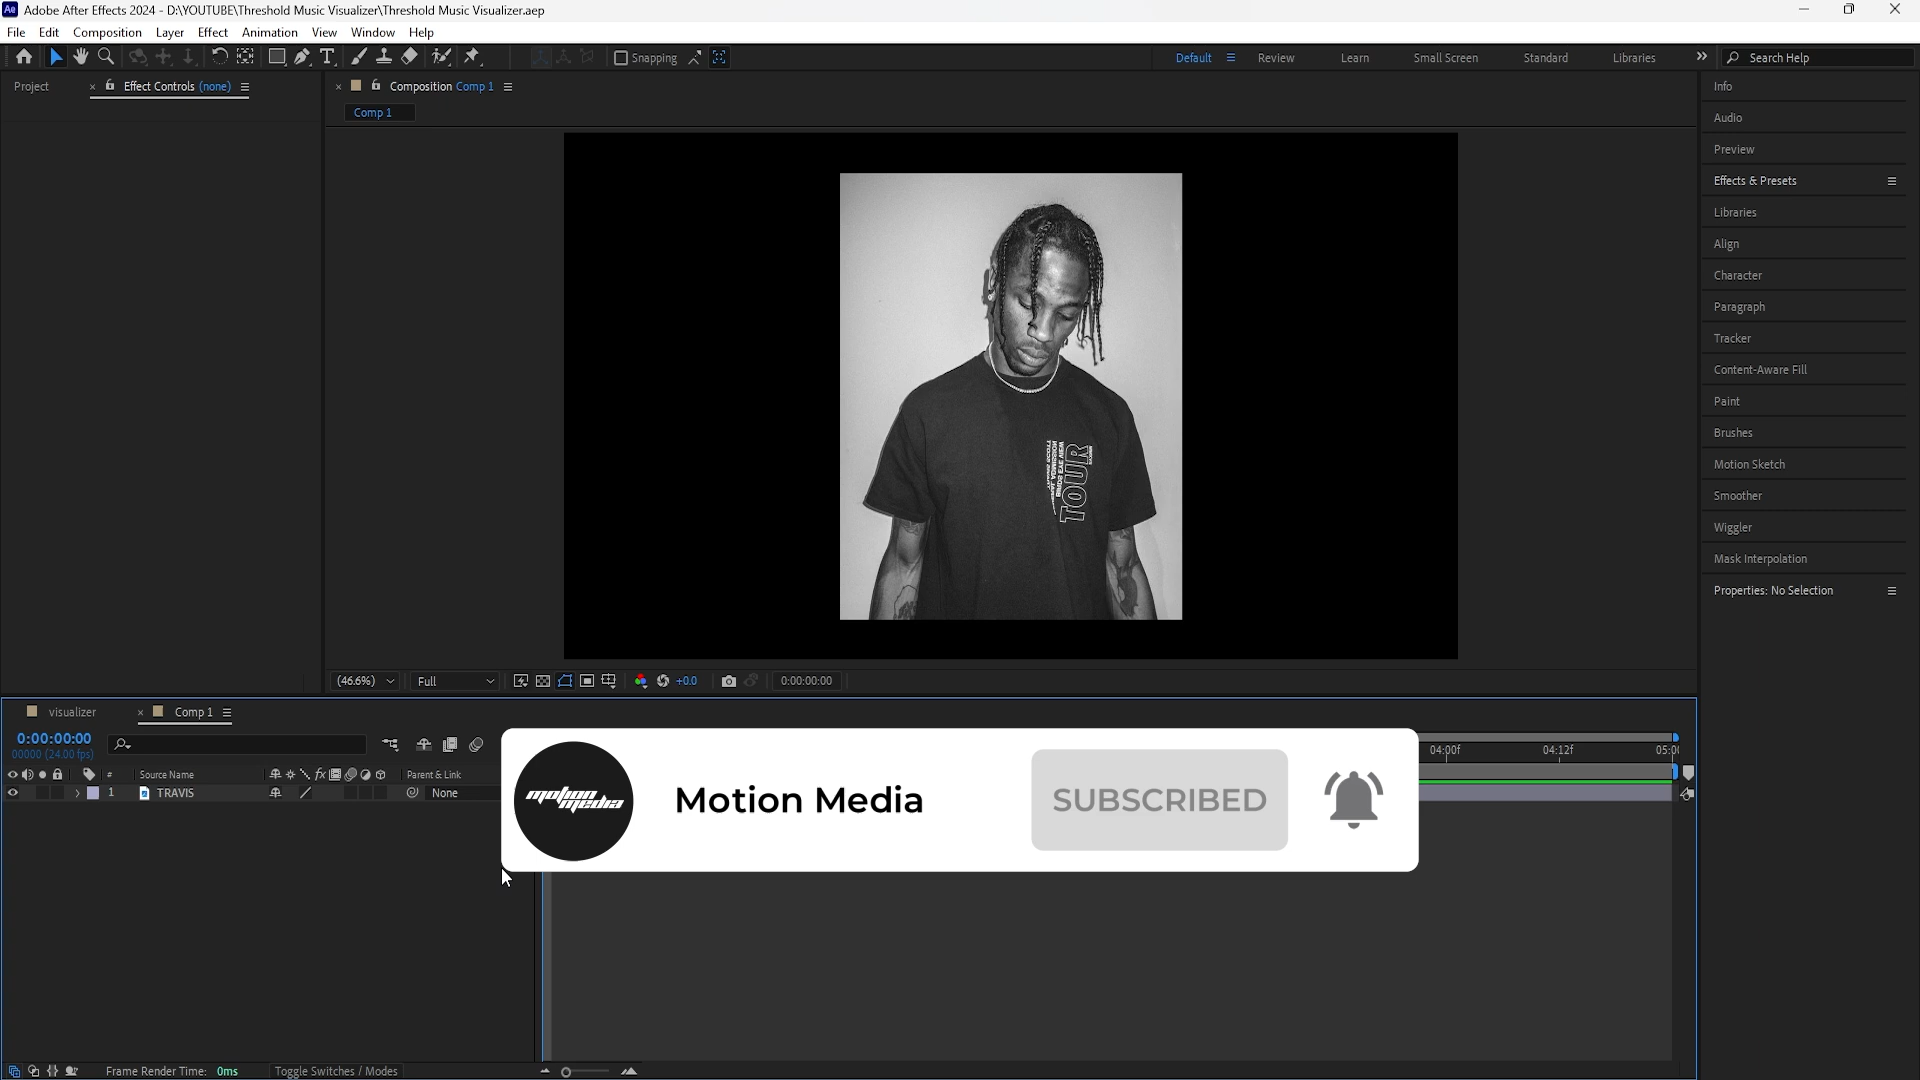 Adobe After Effects 2024 - D:\YOUTUBE\Threshold Music Visualizer\Threshold Music Visualizer.aep
File Edit Composition Layer Effect Animation View Window Help
Snapping
Default Review Learn Small Screen Standard Libraries Search Help
Project Effect Controls (none)
Composition Comp 1
Comp 1
TOUR
Info
Audio
Preview
Effects & Presets
Libraries
Align
Character
Paragraph
Tracker
Content-Aware Fill
Paint
Brushes
Motion Sketch
Smoother
Wiggler
Mask Interpolation
Properties: No Selection
(46.6%) Full +0.0 0:00:00:00
visualizer Comp 1
0:00:00:00
00000 (24.00 fps)
04:00f 04:12f 05:00
# Source Name fx Parent & Link
1 TRAVIS None
motion media
Motion Media
SUBSCRIBED
Frame Render Time: 0ms Toggle Switches / Modes